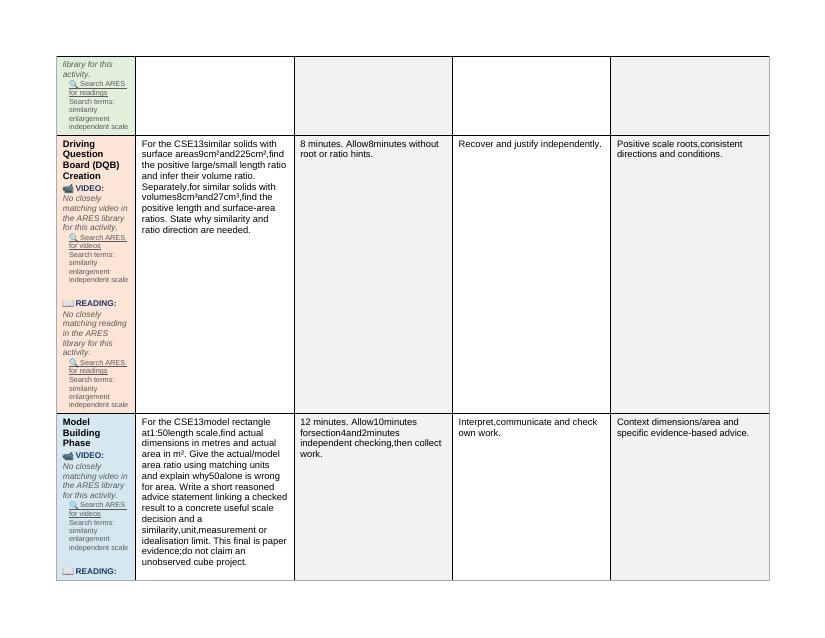 library for this
activity.
🔍 Search ARES
for readings
Search terms:
similarity
enlargement
independent scale
Driving
Question
Board (DQB)
Creation
📹 VIDEO:
No closely
matching video in
the ARES library
for this activity.
🔍 Search ARES
for videos
Search terms:
similarity
enlargement
independent scale
📖 READING:
No closely
matching reading
in the ARES
library for this
activity.
🔍 Search ARES
for readings
Search terms:
similarity
enlargement
independent scale
For the CSE13similar solids with
surface areas9cm²and225cm²,find
the positive large/small length ratio
and infer their volume ratio.
Separately,for similar solids with
volumes8cm³and27cm³,find the
positive length and surface-area
ratios. State why similarity and
ratio direction are needed.
8 minutes. Allow8minutes without
root or ratio hints.
Recover and justify independently.
Positive scale roots,consistent
directions and conditions.
Model
Building
Phase
📹 VIDEO:
No closely
matching video in
the ARES library
for this activity.
🔍 Search ARES
for videos
Search terms:
similarity
enlargement
independent scale
📖 READING:
For the CSE13model rectangle
at1:50length scale,find actual
dimensions in metres and actual
area in m². Give the actual/model
area ratio using matching units
and explain why50alone is wrong
for area. Write a short reasoned
advice statement linking a checked
result to a concrete useful scale
decision and a
similarity,unit,measurement or
idealisation limit. This final is paper
evidence;do not claim an
unobserved cube project.
12 minutes. Allow10minutes
forsection4and2minutes
independent checking,then collect
work.
Interpret,communicate and check
own work.
Context dimensions/area and
specific evidence-based advice.